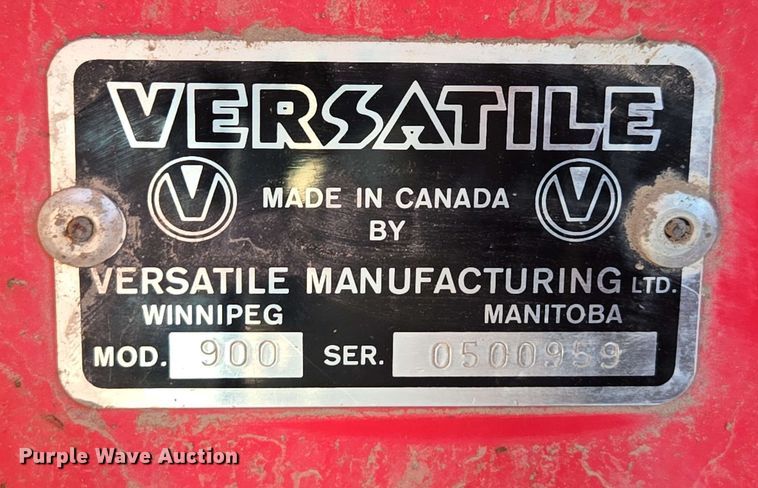 VERSATILE
MADE IN CANADA
BY
VERSATILE MANUFACTURING LTD.
WINNIPEG MANITOBA
MOD. 900 SER. 0500959
Purple Wave Auction